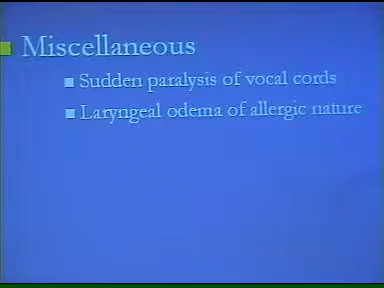 Miscellaneous
Sudden paralysis of vocal cords
Laryngeal odema of allergic nature